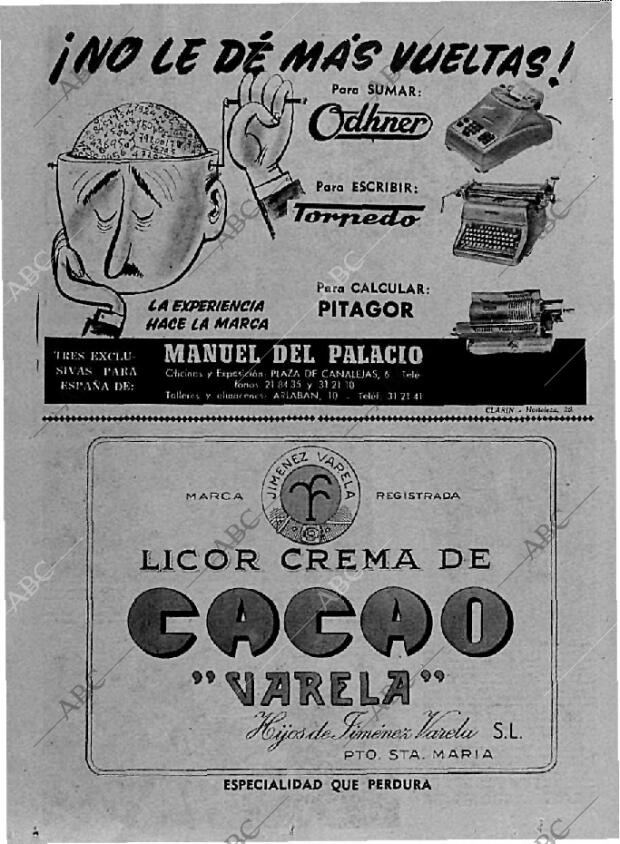 ¡NO LE DÉ MÁS VUELTAS!
Para SUMAR:
Odhner
Para ESCRIBIR:
Torpedo
Para CALCULAR:
PITAGOR
LA EXPERIENCIA
HACE LA MARCA
TRES EXCLU-
SIVAS PARA
ESPAÑA DE:
MANUEL DEL PALACIO
Oficinas y Exposición: PLAZA DE CANALEJAS, 6 Telé-
fonos 21 84 35 y 31 21 10
Talleres y almacenes: ARLABAN, 10 - Teléf. 31 21 41
CLARIN - Hortaleza, 20.
JIMENEZ VARELA
MARCA REGISTRADA
LICOR CREMA DE
CACAO
"VARELA"
Hijos de Jiménez Varela S.L.
PTO. STA. MARIA
ESPECIALIDAD QUE PERDURA